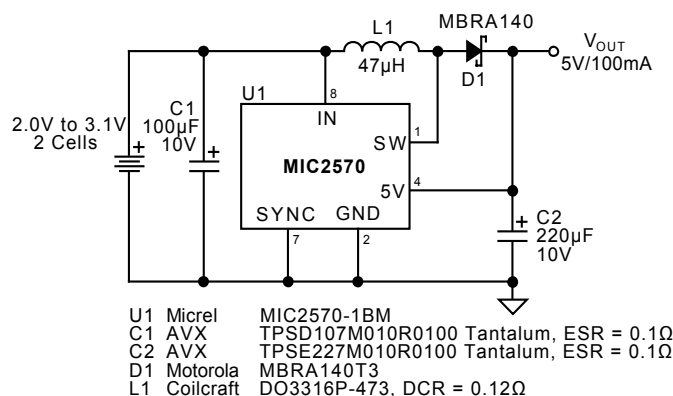 MBRA140
L1
47µH
D1
VOUT
5V/100mA
U1
8
IN
C1
100µF
10V
+
2.0V to 3.1V
2 Cells
+
SW
1
MIC2570
5V
4
SYNC
GND
7
2
+
C2
220µF
10V
U1 Micrel MIC2570-1BM
C1 AVX TPSD107M010R0100 Tantalum, ESR = 0.1Ω
C2 AVX TPSE227M010R0100 Tantalum, ESR = 0.1Ω
D1 Motorola MBRA140T3
L1 Coilcraft DO3316P-473, DCR = 0.12Ω